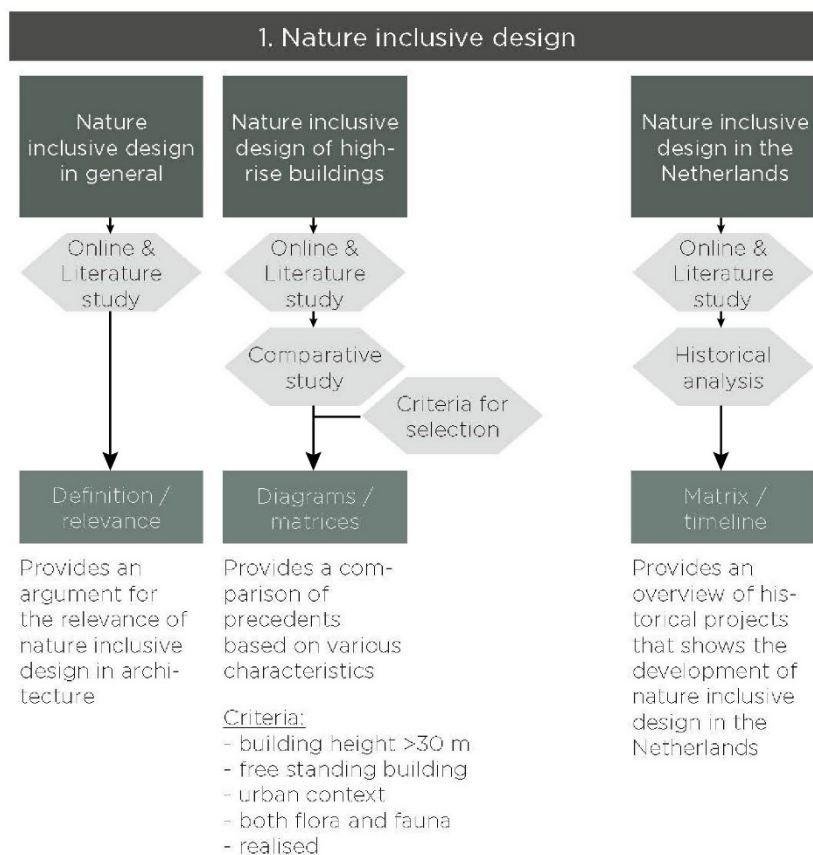 1. Nature inclusive design
Nature
inclusive design
in general
Online &
Literature
study
Definition /
relevance
Provides an
argument for
the relevance of
nature inclusive
design in archi-
tecture
Nature inclusive
design of high-
rise buildings
Online &
Literature
study
Comparative
study
Criteria for
selection
Diagrams /
matrices
Provides a com-
parison of
precedents
based on various
characteristics
Criteria:
- building height >30 m
- free standing building
- urban context
- both flora and fauna
- realised
Nature inclusive
design in the
Netherlands
Online &
Literature
study
Historical
analysis
Matrix /
timeline
Provides an
overview of his-
torical projects
that shows the
development of
nature inclusive
design in the
Netherlands